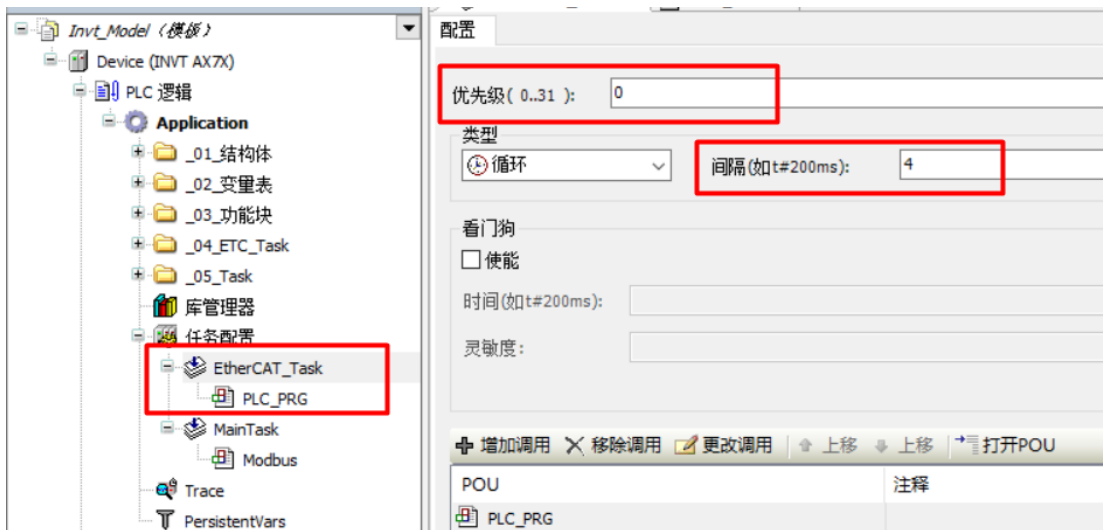 Invt_Model（模板）
Device (INVT AX7X)
PLC 逻辑
Application
_01_结构体
_02_变量表
_03_功能块
_04_ETC_Task
_05_Task
库管理器
任务配置
EtherCAT_Task
PLC_PRG
MainTask
Modbus
Trace
PersistentVars
配置
优先级( 0..31 ): 0
类型
循环 间隔(如t#200ms): 4
看门狗
使能
时间(如t#200ms):
灵敏度:
增加调用 移除调用 更改调用 上移 上移 打开POU
POU 注释
PLC_PRG